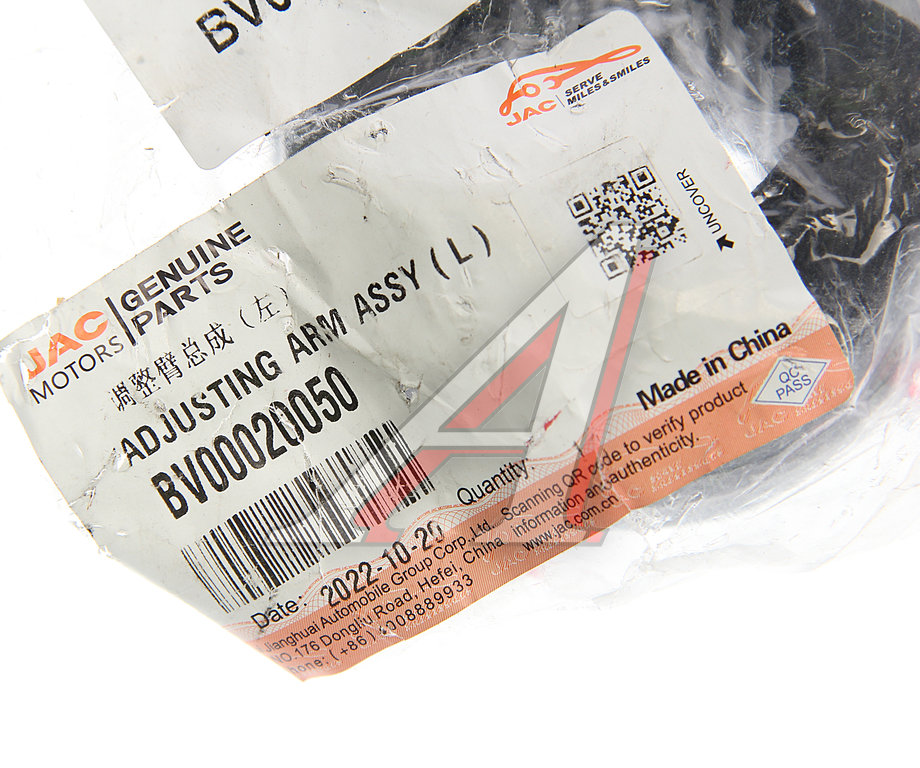 BV0
JAC
SERVE
MILES&SMILES
UNCOVER
JAC
MOTORS
GENUINE
PARTS
调整臂总成(左)
ADJUSTING ARM ASSY(L)
BV00020050
Made in China
QC
PASS
Date: 2022-10-20
Quantity:
Jianghuai Automobile Group Corp.,Ltd.
NO.176 Dongliu Road, Hefei, China
Phone:(+86)4008889933
Scanning QR code to verify product
information and authenticity.
www.jac.com.cn